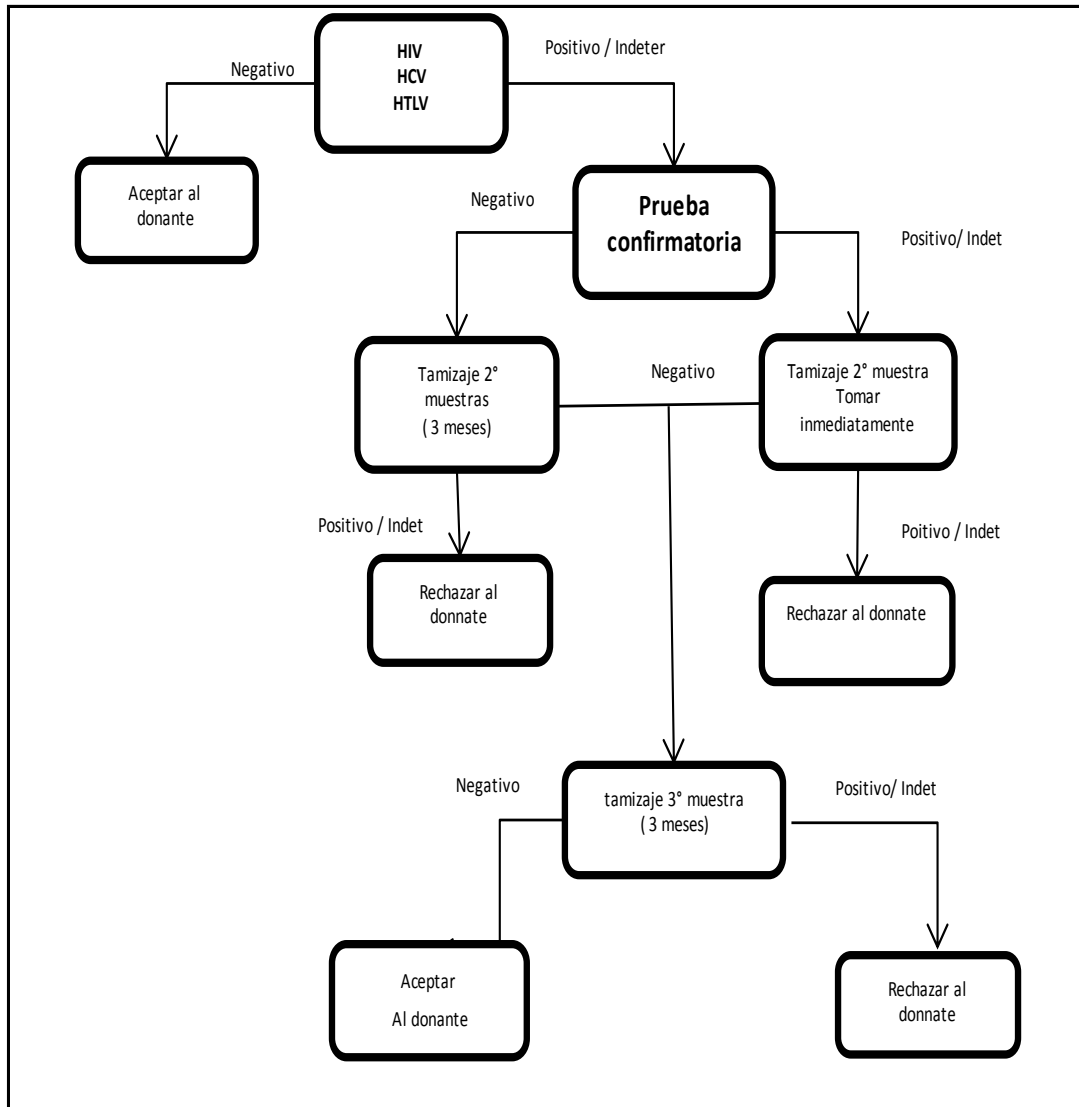 HIV
HCV
HTLV
Negativo
Positivo / Indeter
Aceptar al
donante
Negativo
Prueba
confirmatoria
Positivo/ Indet
Tamizaje 2°
muestras
( 3 meses)
Negativo
Tamizaje 2° muestra
Tomar
inmediatamente
Positivo / Indet
Poitivo / Indet
Rechazar al
donnate
Rechazar al donnate
Negativo
tamizaje 3° muestra
( 3 meses)
Positivo/ Indet
Aceptar
Al donante
Rechazar al
donnate